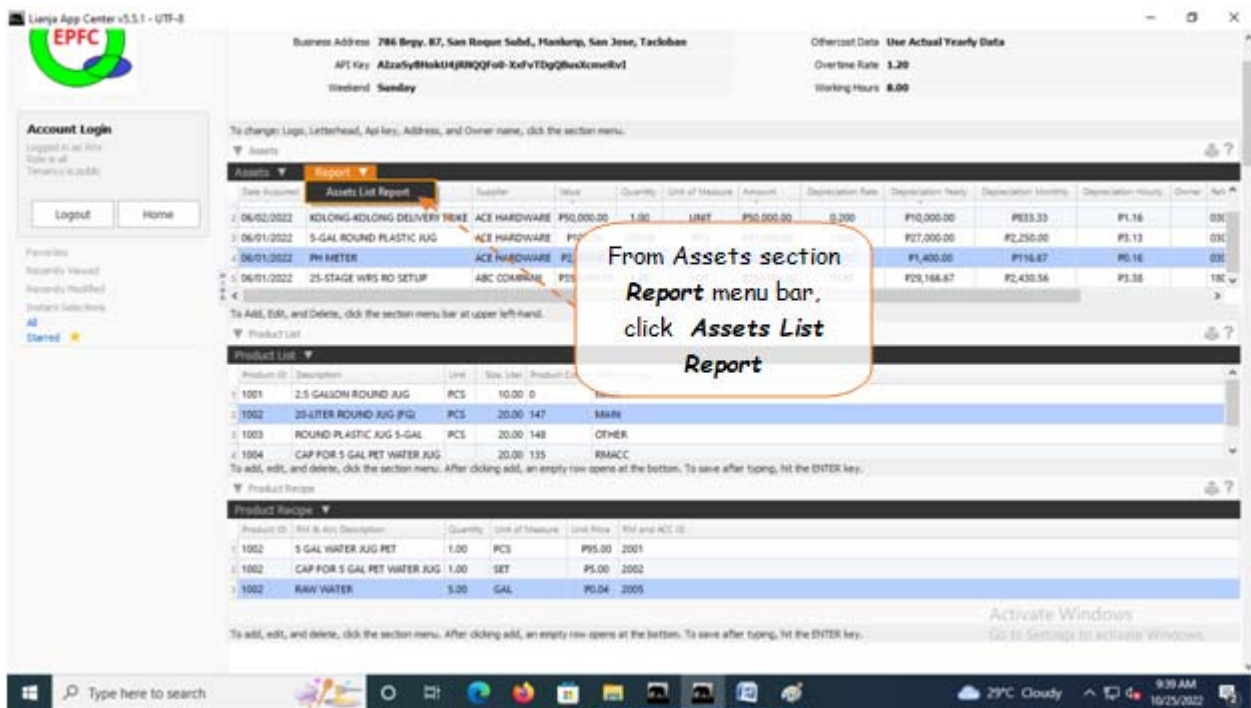 Lianja App Center v5.5.1 - UTF-8
EPFC
Business Address 786 Brgy. 87, San Roque Subd., Manlurip, San Jose, Tacloban
Othercost Data Use Actual Yearly Data
API Key
Overtime Rate 1.20
Weekend Sunday
Working Hours 8.00
Account Login
Logged in as
Role is all
Tenancy is public
Logout Home
Favorites
Recently Viewed
Recently Modified
Instant Selections
All
Starred
To change: Logo, Letterhead, Api key, Address, and Owner name, click the section menu.
Assets
Assets Report
Assets List Report
Date Acquired Supplier Value Quantity Unit of Measure Amount Depreciation Rate Depreciation Yearly Depreciation Monthly Depreciation Hourly Owner
06/02/2022 KOLONG-KOLONG DELIVERY TRIKE ACE HARDWARE P50,000.00 1.00 UNIT P50,000.00 0.200 P10,000.00 P833.33 P1.16
06/01/2022 5-GAL ROUND PLASTIC JUG ACE HARDWARE P27,000.00 P2,250.00 P3.13
06/01/2022 PH METER ACE HARDWARE P1,400.00 P116.67 P0.16
06/01/2022 25-STAGE WRS RO SETUP ABC COMPANY P29,166.67 P2,430.56 P3.38
From Assets section
Report menu bar,
click Assets List
Report
To Add, Edit, and Delete, click the section menu bar at upper left-hand.
Product List
Product List
Product ID Description Unit Size, Liter
1001 2.5 GALLON ROUND JUG PCS 10.00 0
1002 20-LITER ROUND JUG (FG) PCS 20.00 147 MAIN
1003 ROUND PLASTIC JUG 5-GAL PCS 20.00 148 OTHER
1004 CAP FOR 5 GAL PET WATER JUG 20.00 135 RMACC
To add, edit, and delete, click the section menu. After clicking add, an empty row opens at the bottom. To save after typing, hit the ENTER key.
Product Recipe
Product Recipe
Product ID RM & Acc Description Quantity Unit of Measure Unit Price RM and ACC ID
1002 5 GAL WATER JUG PET 1.00 PCS P95.00 2001
1002 CAP FOR 5 GAL PET WATER JUG 1.00 SET P5.00 2002
1002 RAW WATER 5.00 GAL P0.04 2005
To add, edit, and delete, click the section menu. After clicking add, an empty row opens at the bottom. To save after typing, hit the ENTER key.
Activate Windows
Go to Settings to activate Windows.
Type here to search
29°C Cloudy
9:39 AM
10/25/2022